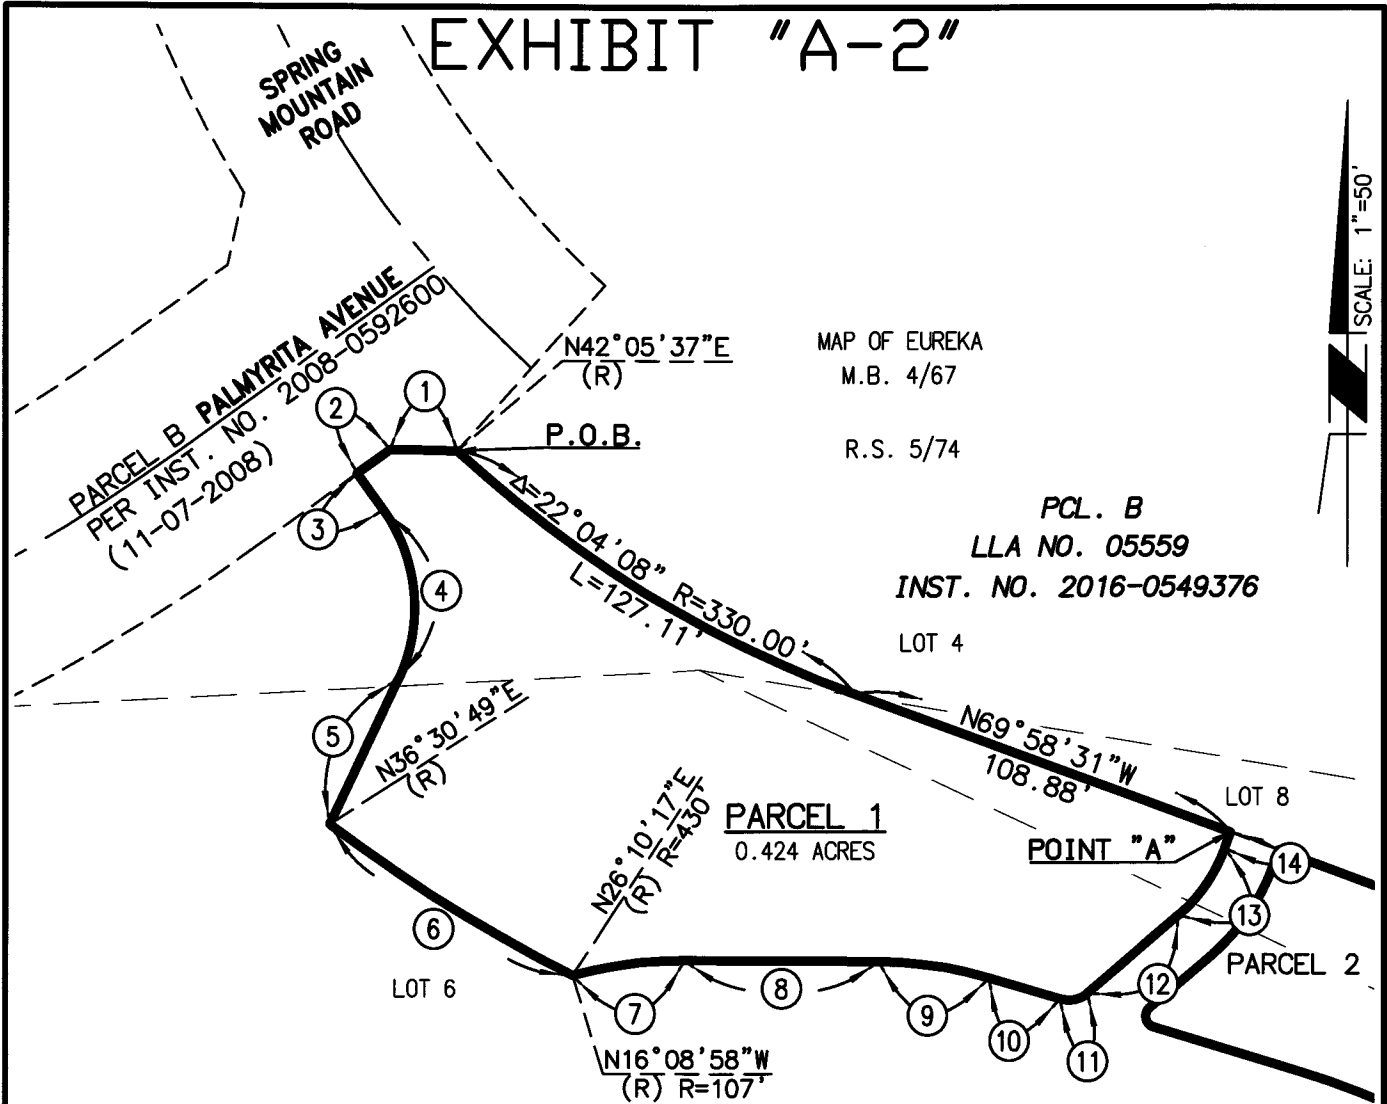 EXHIBIT "A-2"
SPRING
MOUNTAIN
ROAD
SCALE: 1"=50'
N42°05'37"E
(R)
MAP OF EUREKA
M.B. 4/67
R.S. 5/74
PARCEL B PALMYRITA AVENUE
PER INST. NO. 2008-0592600
(11-07-2008)
1
2
P.O.B.
3
Δ=22°04'08" R=330.00'
L=127.11'
PCL. B
LLA NO. 05559
INST. NO. 2016-0549376
4
LOT 4
5
N36°30'49"E
(R)
N69°58'31"W
108.88'
LOT 8
N26°10'17"E
(R) R=430'
PARCEL 1
0.424 ACRES
POINT "A"
14
13
6
PARCEL 2
LOT 6
12
7
8
9
10
11
N16°08'58"W
(R) R=107'